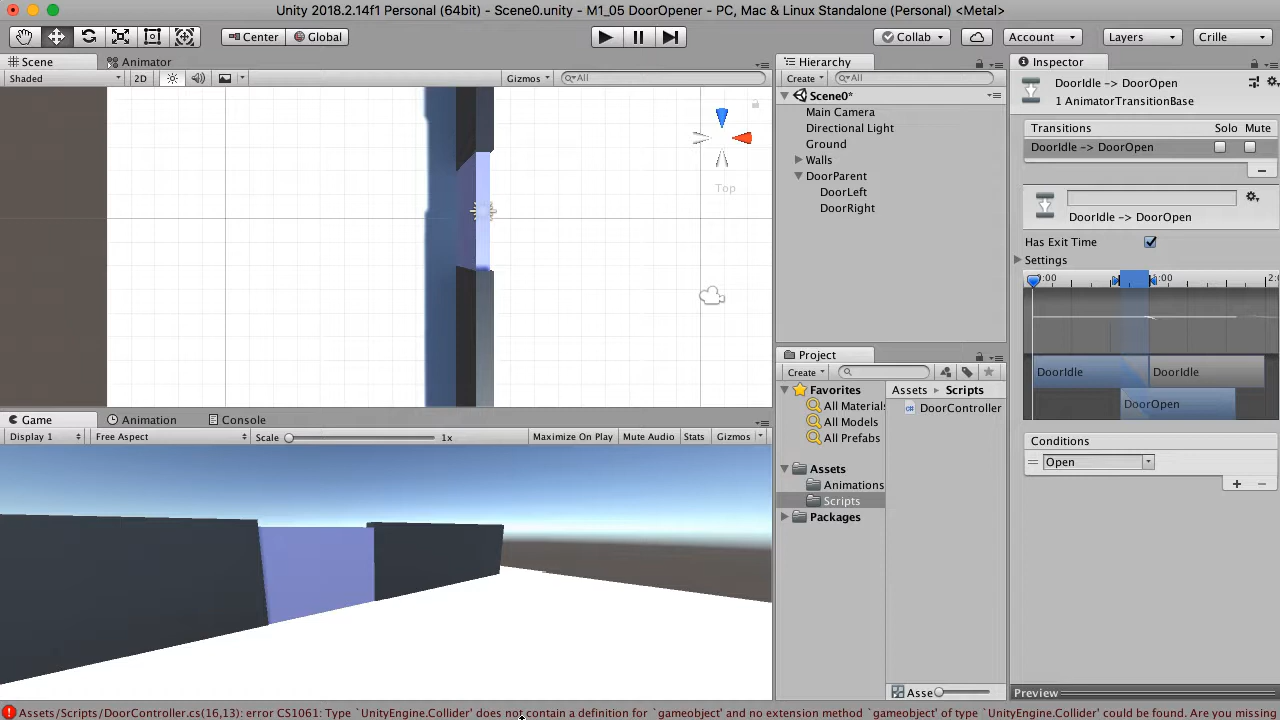 Unity 2018.2.14f1 Personal (64bit) - Scene0.unity - M1_05 DoorOpener - PC, Mac & Linux Standalone (Personal) <Metal>
Center Global Collab Account Layers Crille
Scene Animator
Shaded 2D Gizmos All
Top
Game Animation Console
Display 1 Free Aspect Scale 1x Maximize On Play Mute Audio Stats Gizmos
Hierarchy
Create All
Scene0*
Main Camera
Directional Light
Ground
Walls
DoorParent
DoorLeft
DoorRight
Project
Create
Favorites
All Materials
All Models
All Prefabs
Assets
Animations
Scripts
Packages
Assets Scripts
DoorController
Asse
Inspector
DoorIdle -> DoorOpen
1 AnimatorTransitionBase
Transitions Solo Mute
DoorIdle -> DoorOpen
DoorIdle -> DoorOpen
Has Exit Time
Settings
DoorIdle DoorIdle
DoorOpen
Conditions
Open
Preview
Assets/Scripts/DoorController.cs(16,13): error CS1061: Type `UnityEngine.Collider' does not contain a definition for `gameobject' and no extension method `gameobject' of type `UnityEngine.Collider' could be found. Are you missing